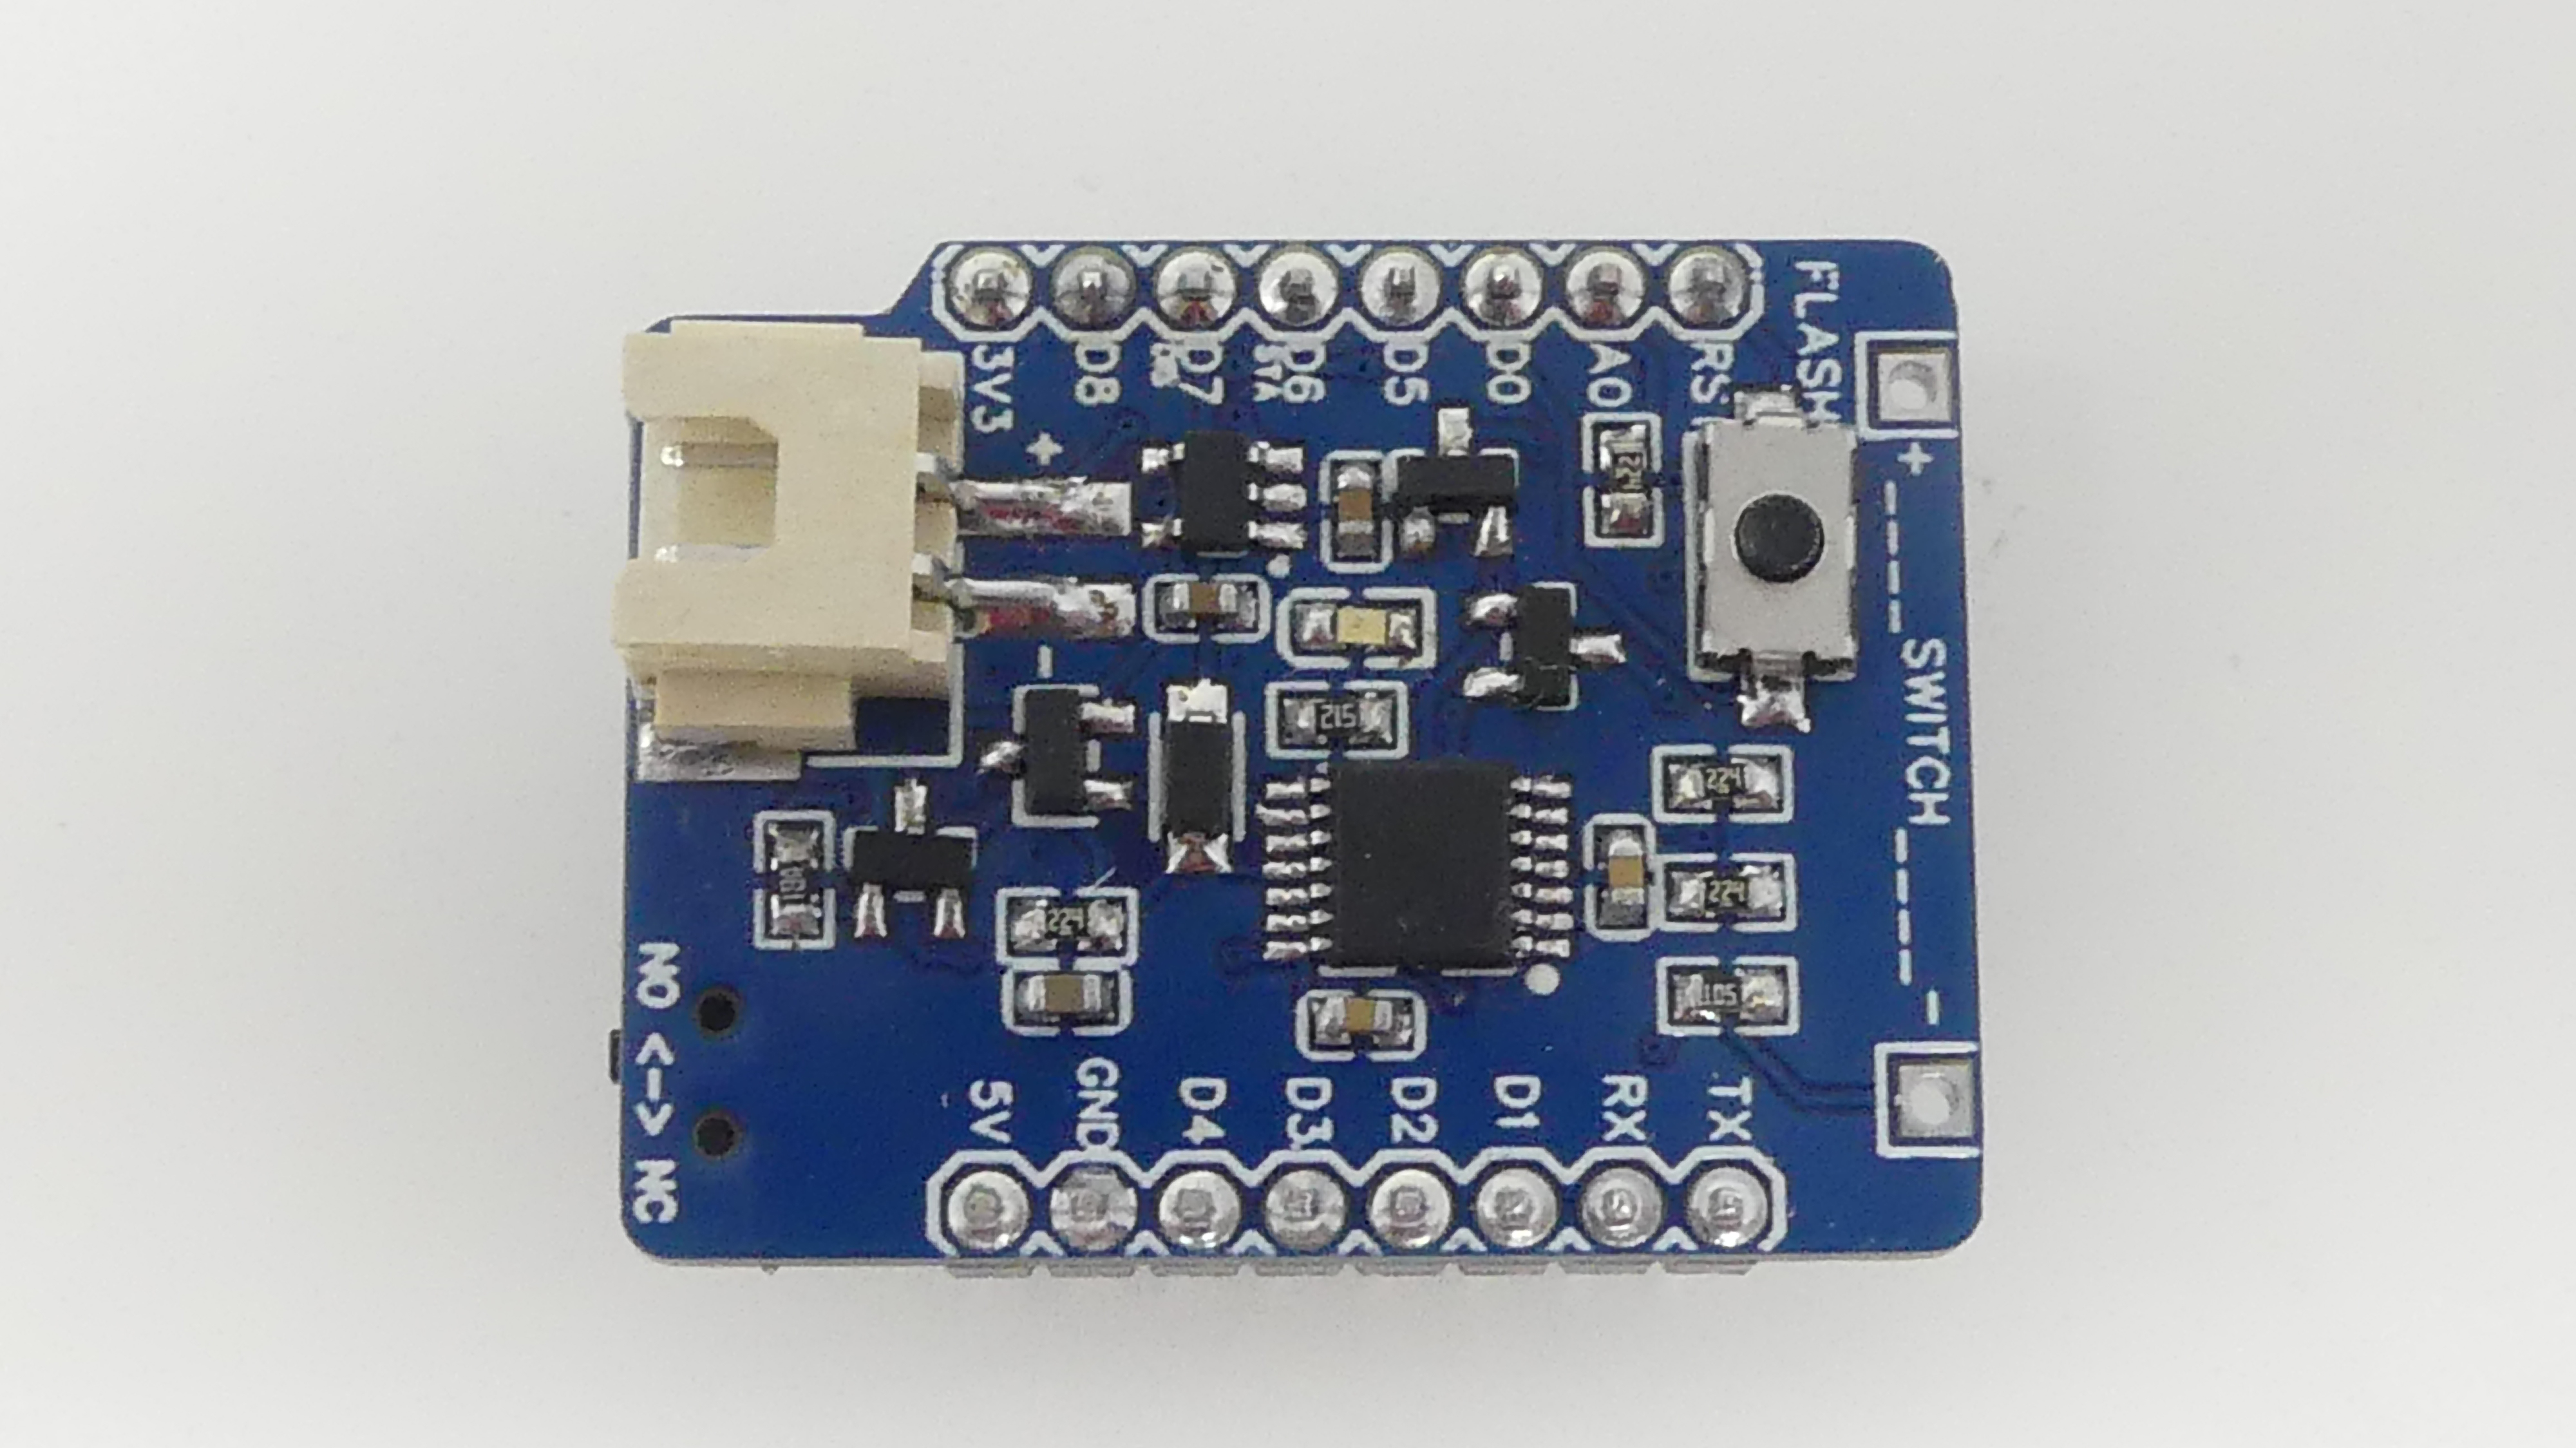 3V3 D8 D7 D6 D5 D0 A0 RST
STA
FLASH
+
-
+ ---- SWITCH ---- -
224
215
224
224
224
105
NO <-> NC
5V GND D4 D3 D2 D1 RX TX